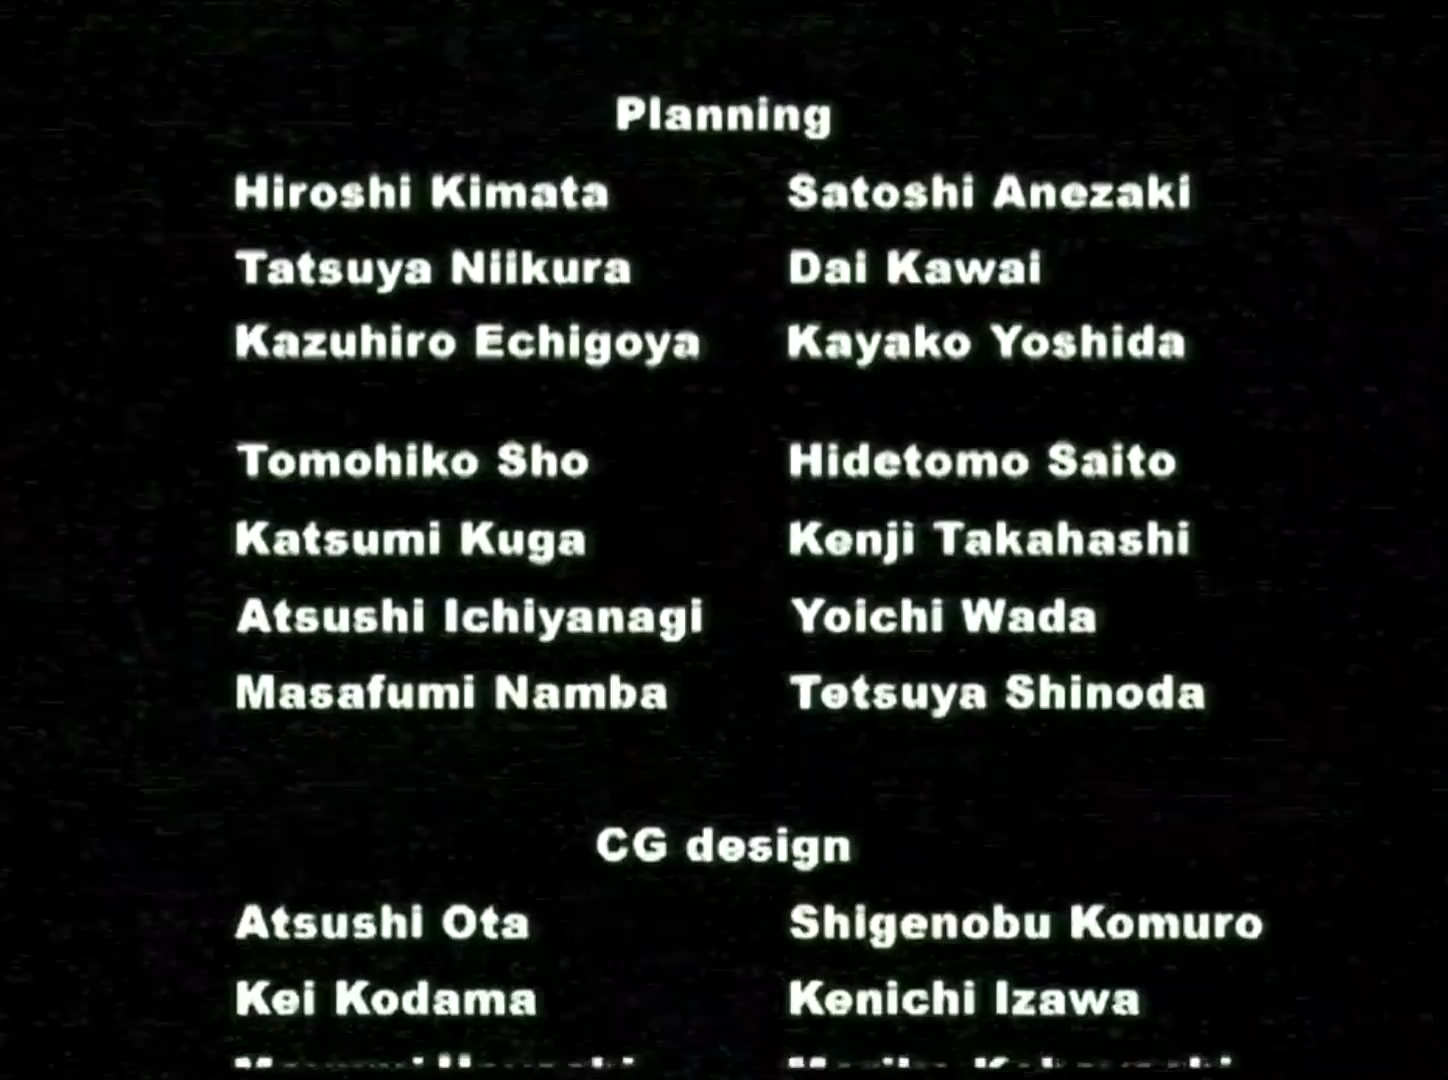 Planning
Hiroshi Kimata Satoshi Anezaki
Tatsuya Niikura Dai Kawai
Kazuhiro Echigoya Kayako Yoshida
Tomohiko Sho Hidetomo Saito
Katsumi Kuga Kenji Takahashi
Atsushi Ichiyanagi Yoichi Wada
Masafumi Namba Tetsuya Shinoda
CG design
Atsushi Ota Shigenobu Komuro
Kei Kodama Kenichi Izawa